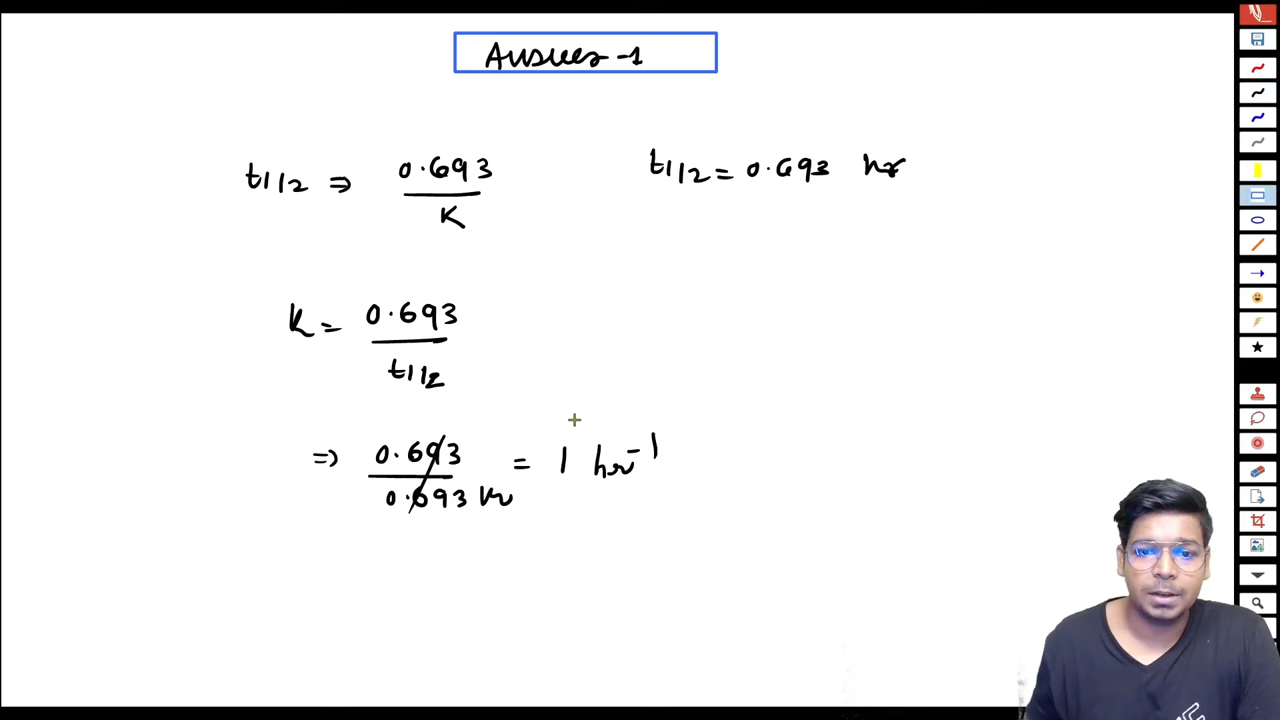 Answer-1
t1/2 ⇒ 0.693 / K
t1/2 = 0.693 hr
K = 0.693 / t1/2
⇒ 0.693 / 0.693 hr = 1 hr⁻¹